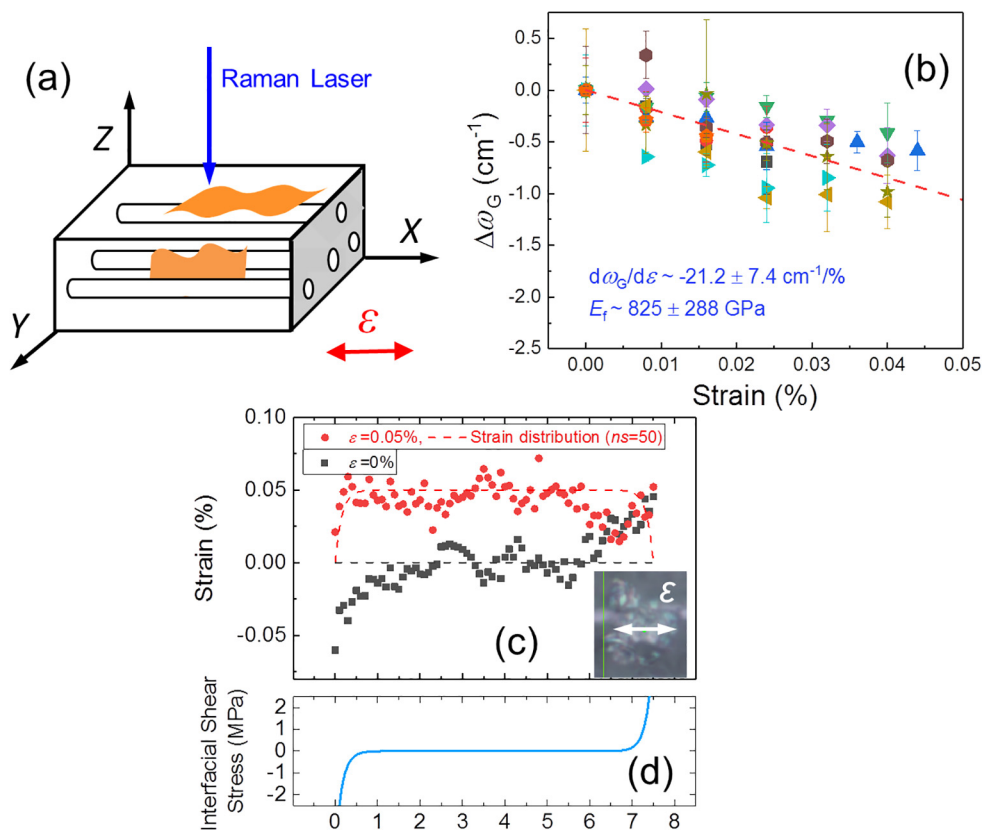 (a)
Raman Laser
Z
X
Y
ε
(b)
0.5
0.0
-0.5
-1.0
-1.5
-2.0
-2.5
Δω_G (cm⁻¹)
dω_G/dε ~ -21.2 ± 7.4 cm⁻¹/%
E_f ~ 825 ± 288 GPa
0.00 0.01 0.02 0.03 0.04 0.05
Strain (%)
0.10
0.05
0.00
-0.05
Strain (%)
ε=0.05%, Strain distribution (ns=50)
ε=0%
ε
(c)
2
1
0
-1
-2
Interfacial Shear
Stress (MPa)
(d)
0 1 2 3 4 5 6 7 8